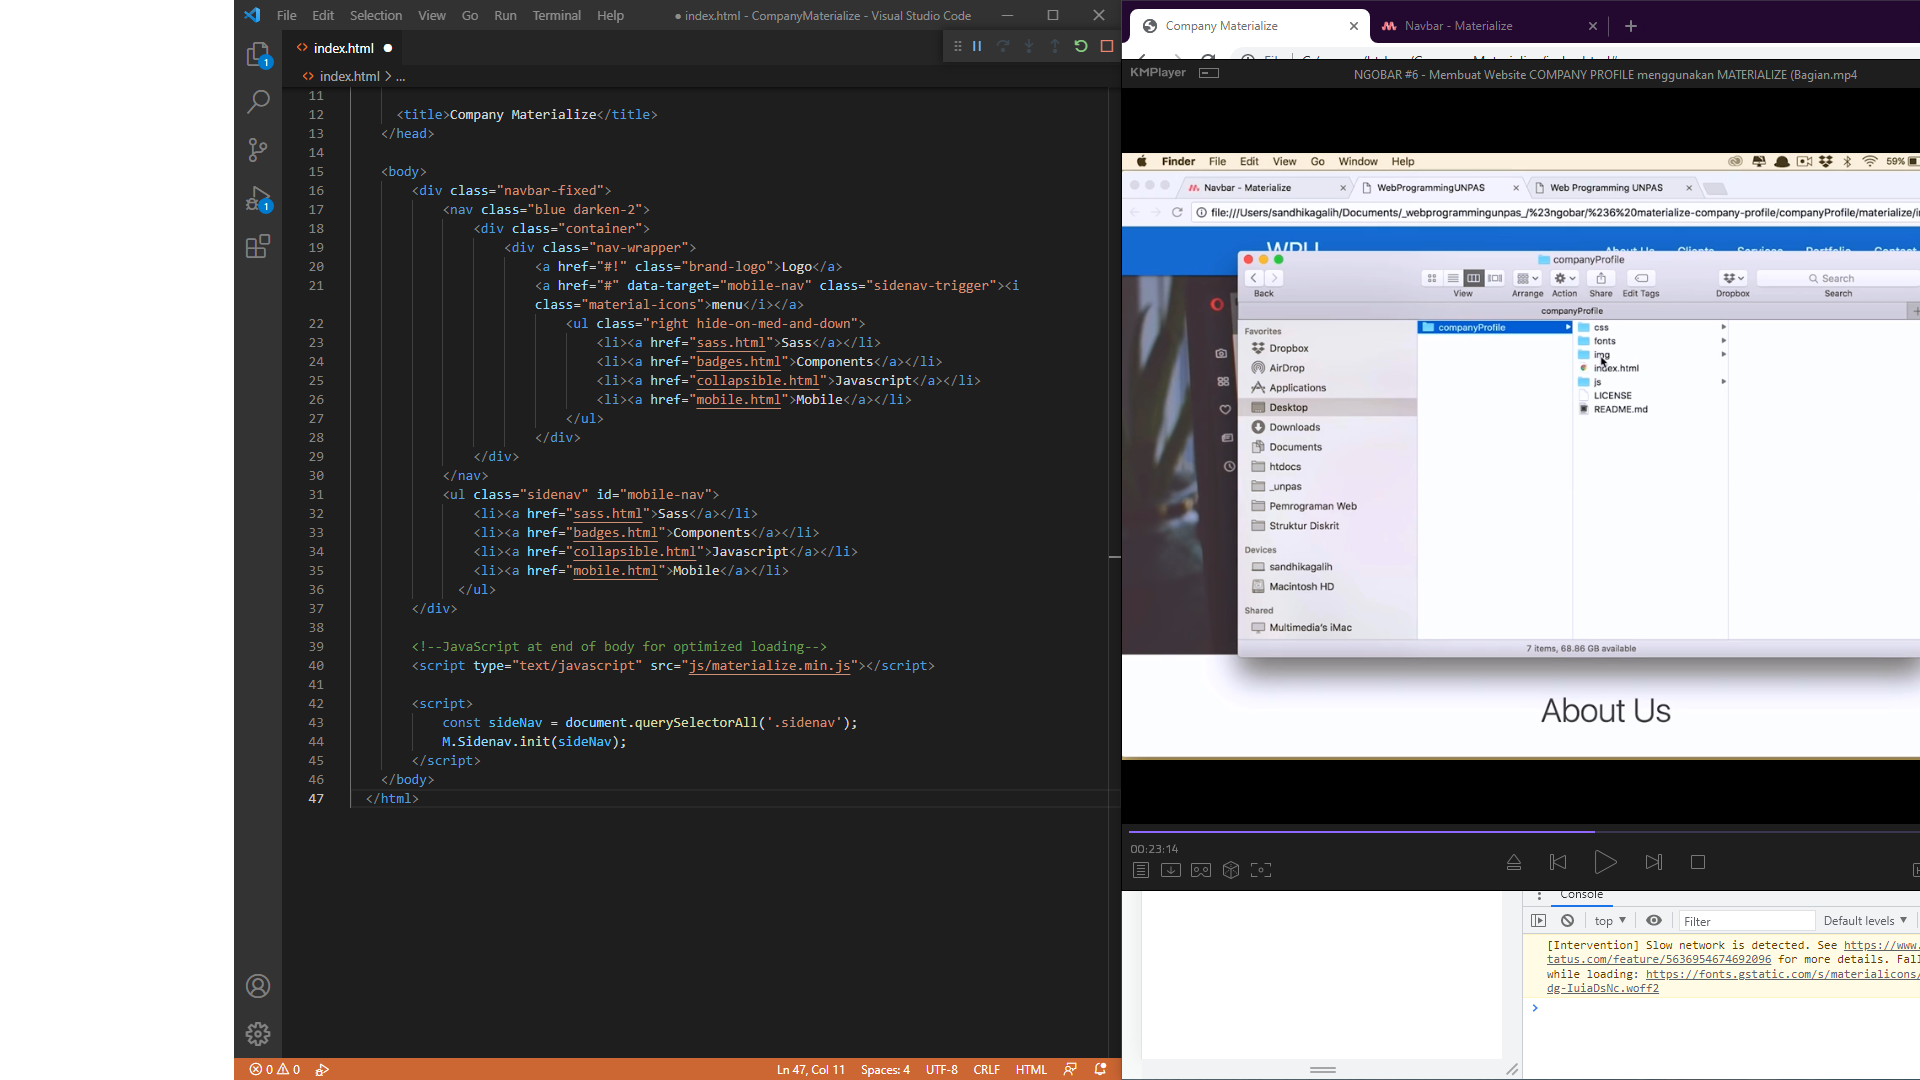 File Edit Selection View Go Run Terminal Help
● index.html - CompanyMaterialize - Visual Studio Code
index.html ●
index.html > ...
11
12 <title>Company Materialize</title>
13 </head>
14
15 <body>
16 <div class="navbar-fixed">
17 <nav class="blue darken-2">
18 <div class="container">
19 <div class="nav-wrapper">
20 <a href="#!" class="brand-logo">Logo</a>
21 <a href="#" data-target="mobile-nav" class="sidenav-trigger"><i
class="material-icons">menu</i></a>
22 <ul class="right hide-on-med-and-down">
23 <li><a href="sass.html">Sass</a></li>
24 <li><a href="badges.html">Components</a></li>
25 <li><a href="collapsible.html">Javascript</a></li>
26 <li><a href="mobile.html">Mobile</a></li>
27 </ul>
28 </div>
29 </div>
30 </nav>
31 <ul class="sidenav" id="mobile-nav">
32 <li><a href="sass.html">Sass</a></li>
33 <li><a href="badges.html">Components</a></li>
34 <li><a href="collapsible.html">Javascript</a></li>
35 <li><a href="mobile.html">Mobile</a></li>
36 </ul>
37 </div>
38
39 <!--JavaScript at end of body for optimized loading-->
40 <script type="text/javascript" src="js/materialize.min.js"></script>
41
42 <script>
43 const sideNav = document.querySelectorAll('.sidenav');
44 M.Sidenav.init(sideNav);
45 </script>
46 </body>
47 </html>
1
1
0 0
Ln 47, Col 11 Spaces: 4 UTF-8 CRLF HTML
Company Materialize
Navbar - Materialize
KMPlayer
NGOBAR #6 - Membuat Website COMPANY PROFILE menggunakan MATERIALIZE (Bagian.mp4
Finder File Edit View Go Window Help
59%
Navbar - Materialize
WebProgrammingUNPAS
Web Programming UNPAS
file:///Users/sandhikagalih/Documents/_webprogrammingunpas_/%23ngobar/%236%20materialize-company-profile/companyProfile/materialize/i
WPU
About Us Clients Services Portfolio Contact
companyProfile
Back View Arrange Action Share Edit Tags Dropbox Search
Search
companyProfile
Favorites
Dropbox
AirDrop
Applications
Desktop
Downloads
Documents
htdocs
_unpas
Pemrograman Web
Struktur Diskrit
Devices
sandhikagalih
Macintosh HD
Shared
Multimedia's iMac
companyProfile
css
fonts
img
index.html
js
LICENSE
README.md
7 items, 68.86 GB available
About Us
00:23:14
Console
top
Filter
Default levels
[Intervention] Slow network is detected. See https://www.
tatus.com/feature/5636954674692096 for more details. Fall
while loading: https://fonts.gstatic.com/s/materialicons/
dg-IuiaDsNc.woff2